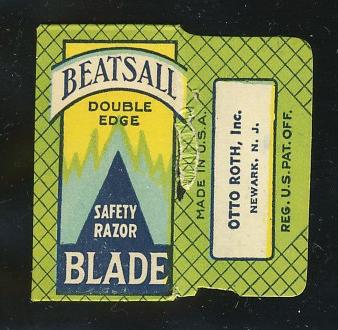 BEATSALL
DOUBLE
EDGE
SAFETY
RAZOR
BLADE
MADE IN U.S.A.
OTTO ROTH, Inc.
NEWARK, N. J.
REG. U.S. PAT. OFF.